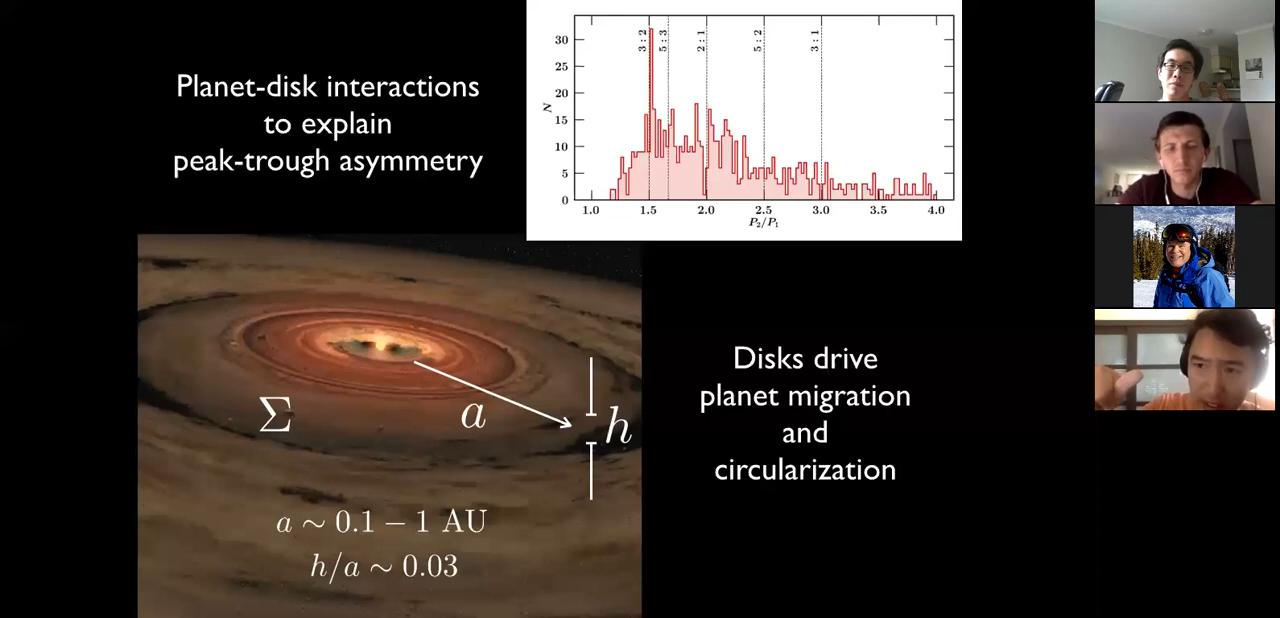 Planet-disk interactions
to explain
peak-trough asymmetry
3 : 2
5 : 3
2 : 1
5 : 2
3 : 1
N
30
25
20
15
10
5
0
1.0 1.5 2.0 2.5 3.0 3.5 4.0
P₂/P₁
Σ
a
h
a ∼ 0.1 − 1 AU
h/a ∼ 0.03
Disks drive
planet migration
and
circularization